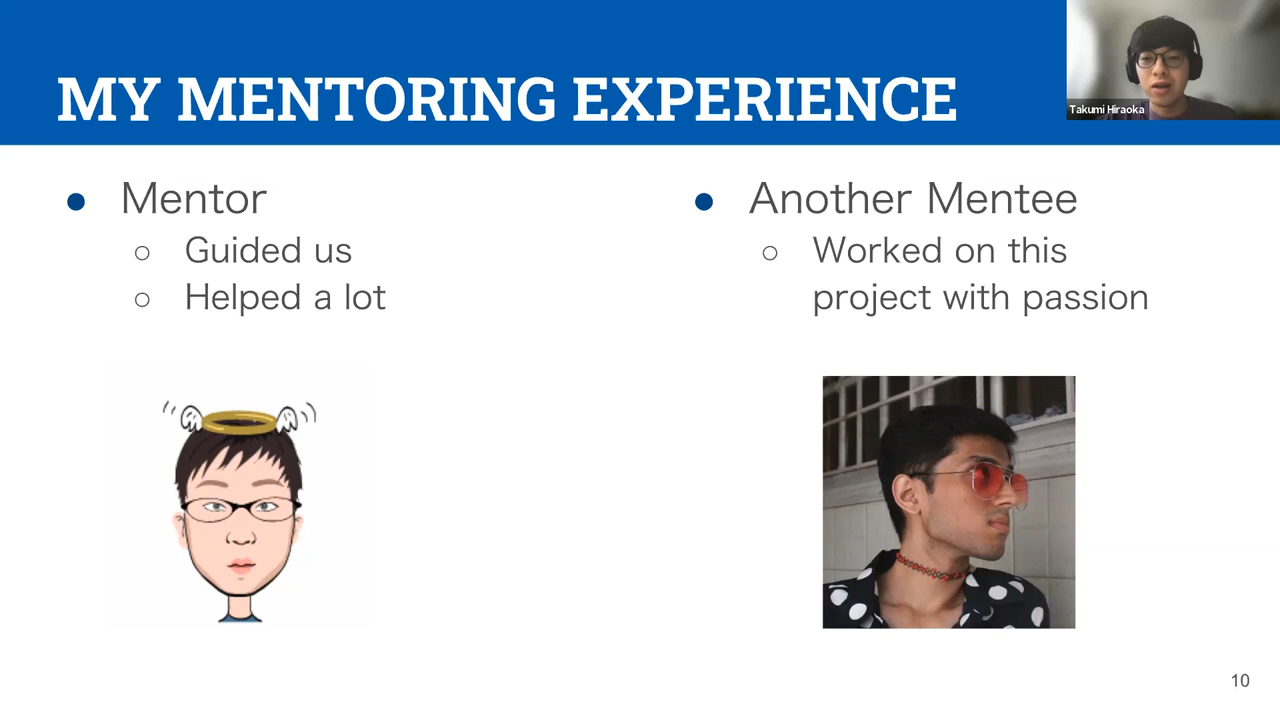 MY MENTORING EXPERIENCE
Takumi Hiraoka
● Mentor
○ Guided us
○ Helped a lot
● Another Mentee
○ Worked on this
project with passion
10